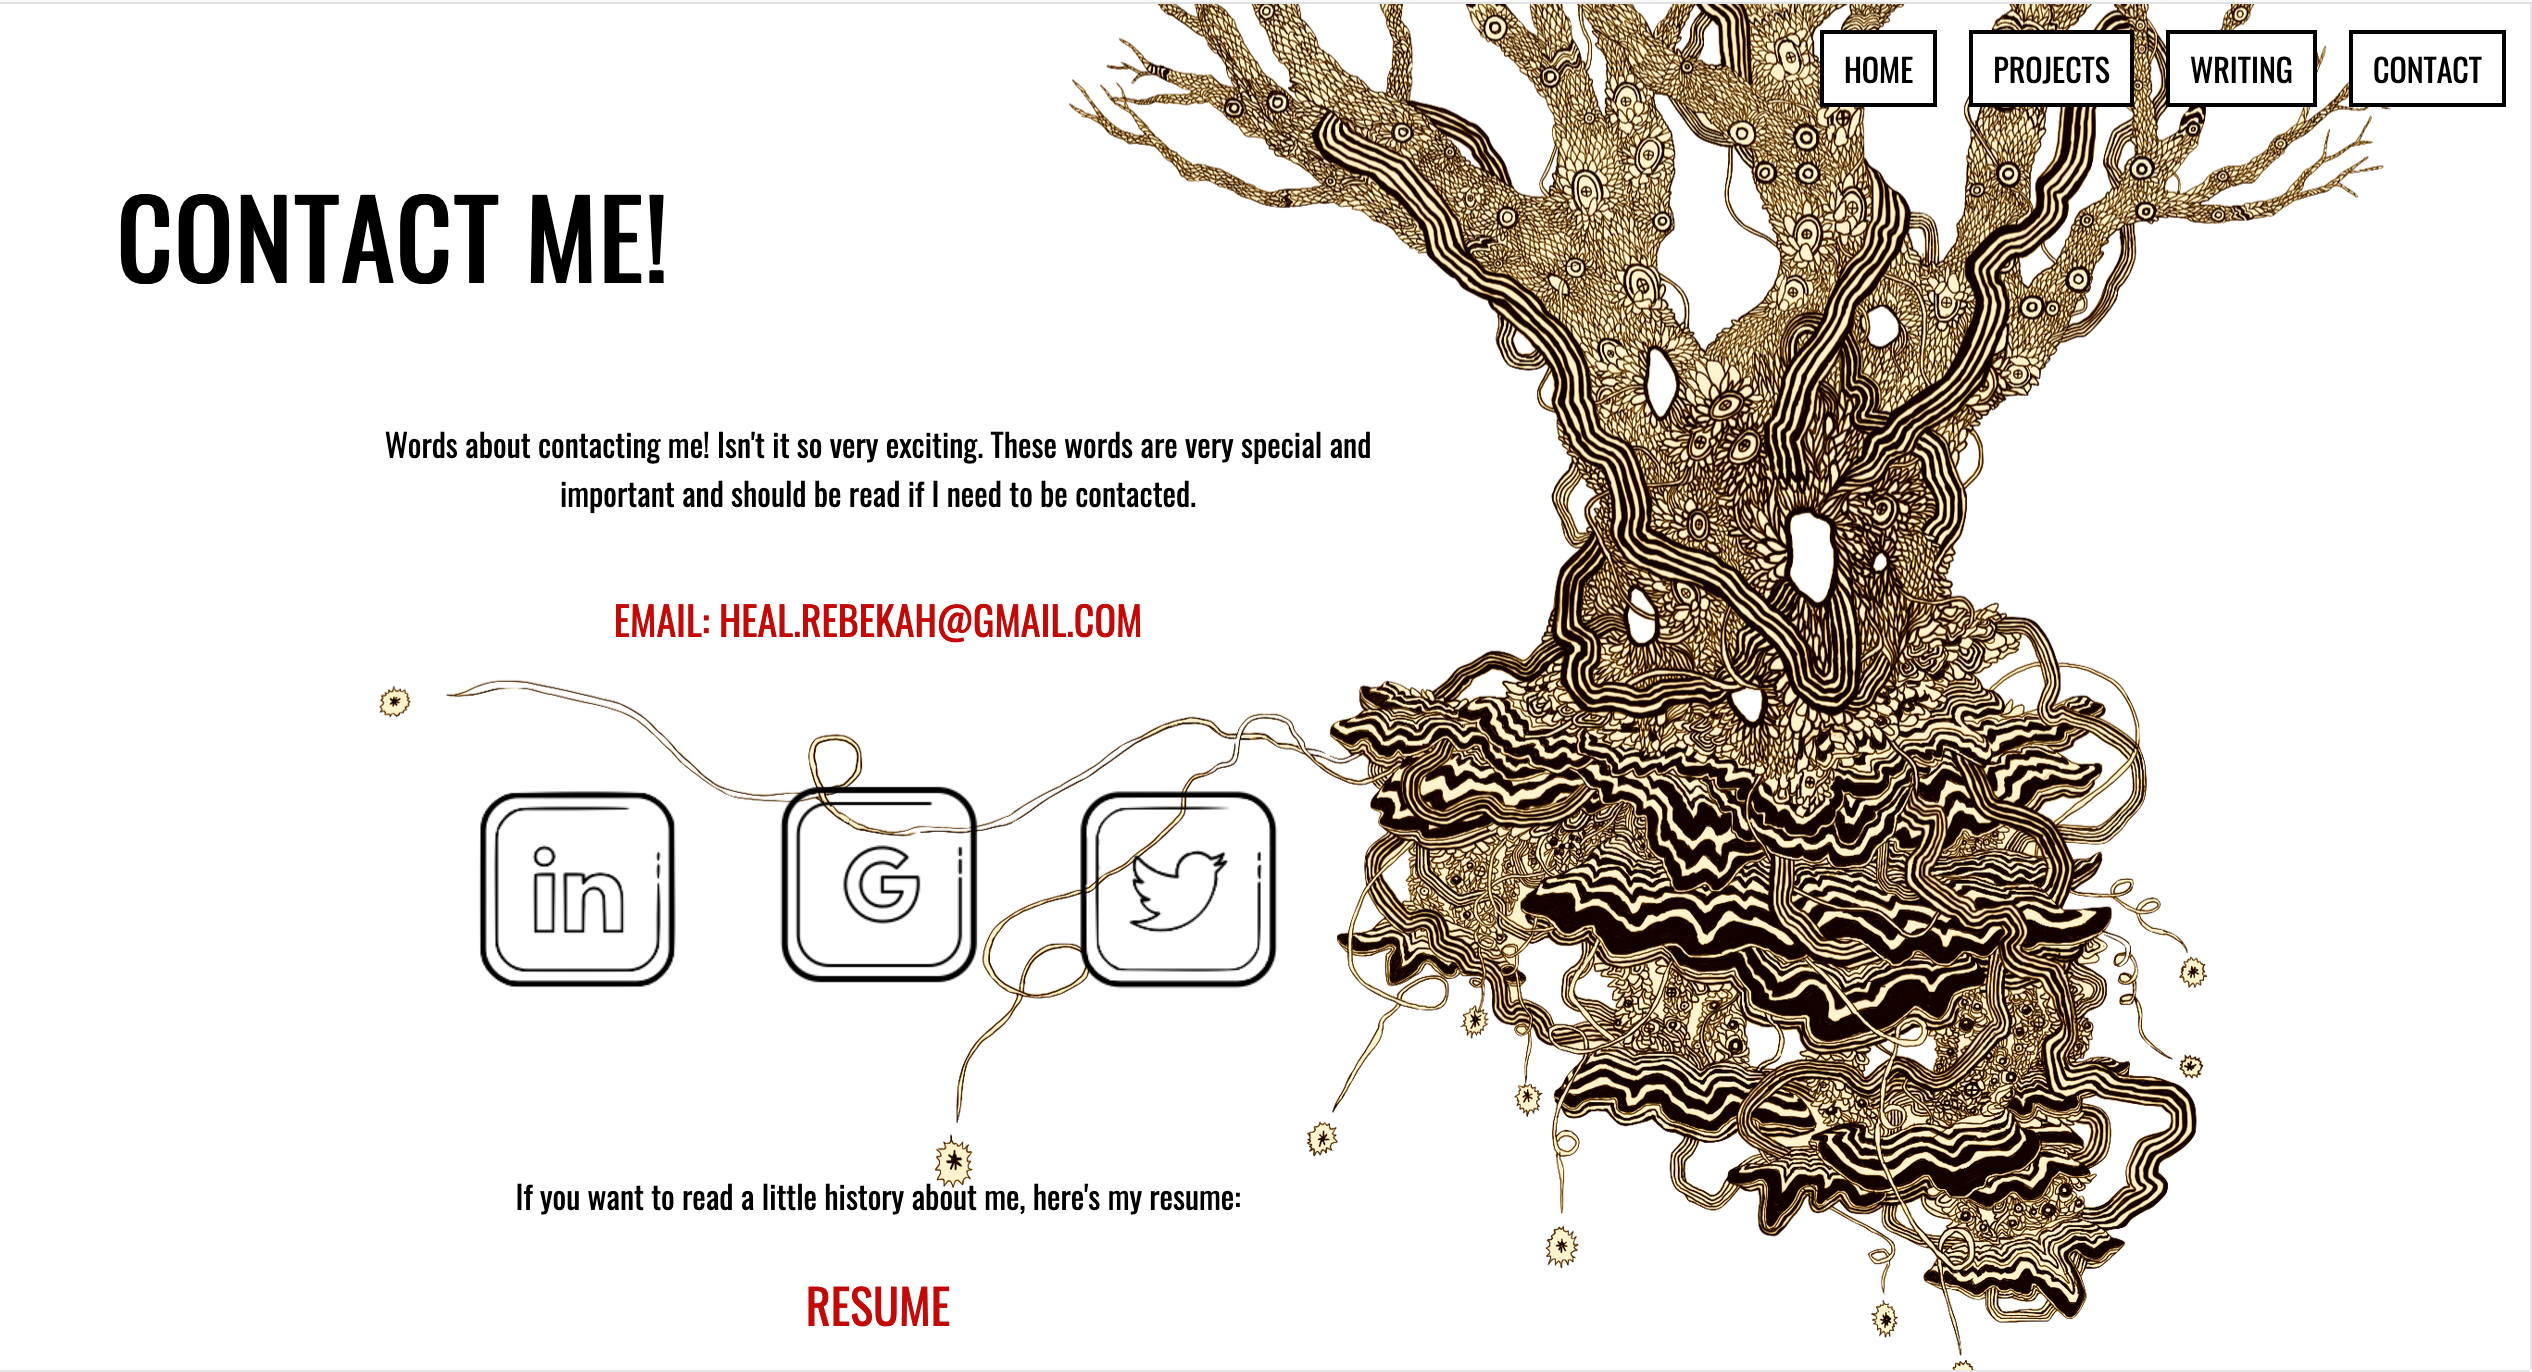 HOME PROJECTS WRITING CONTACT
CONTACT ME!
Words about contacting me! Isn't it so very exciting. These words are very special and
important and should be read if I need to be contacted.
EMAIL: HEAL.REBEKAH@GMAIL.COM
in G
If you want to read a little history about me, here's my resume:
RESUME